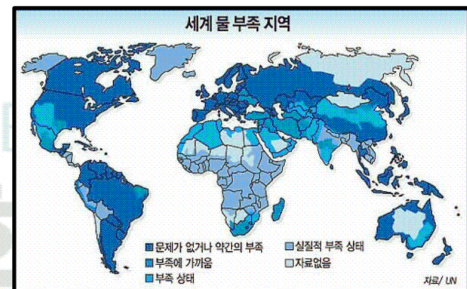 세계 물 부족 지역
문제가 없거나 약간의 부족
실질적 부족 상태
부족에 가까움
자료없음
부족 상태
자료/ UN